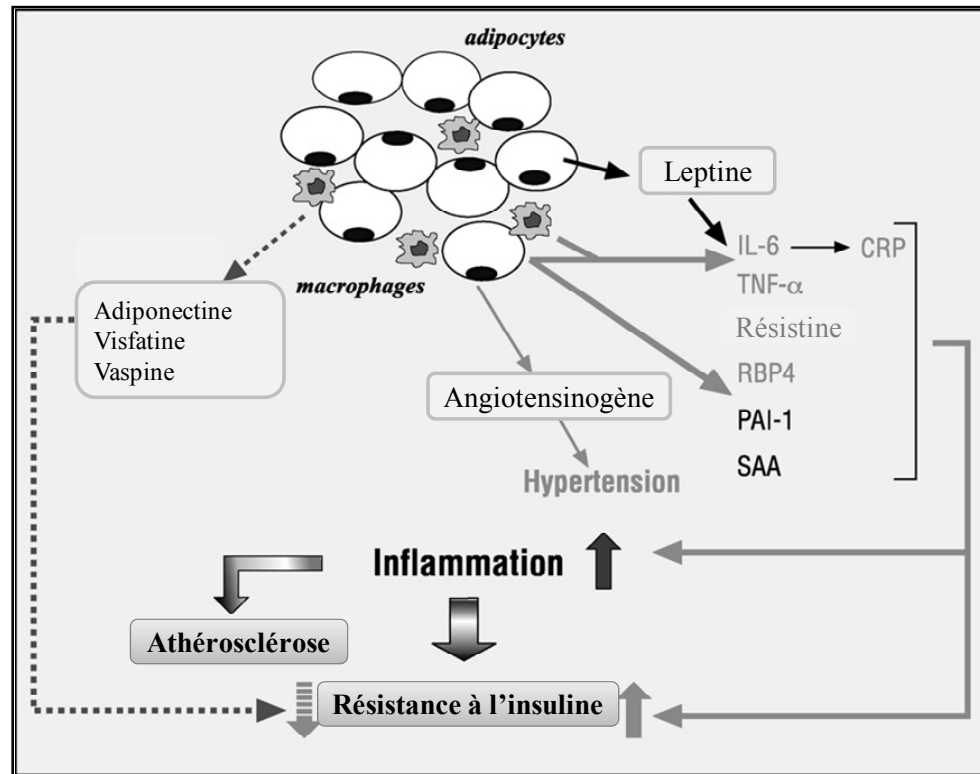 adipocytes
Leptine
IL-6
CRP
TNF-α
macrophages
Adiponectine
Visfatine
Vaspine
Résistine
RBP4
Angiotensinogène
PAI-1
SAA
Hypertension
Inflammation
Athérosclérose
Résistance à l’insuline